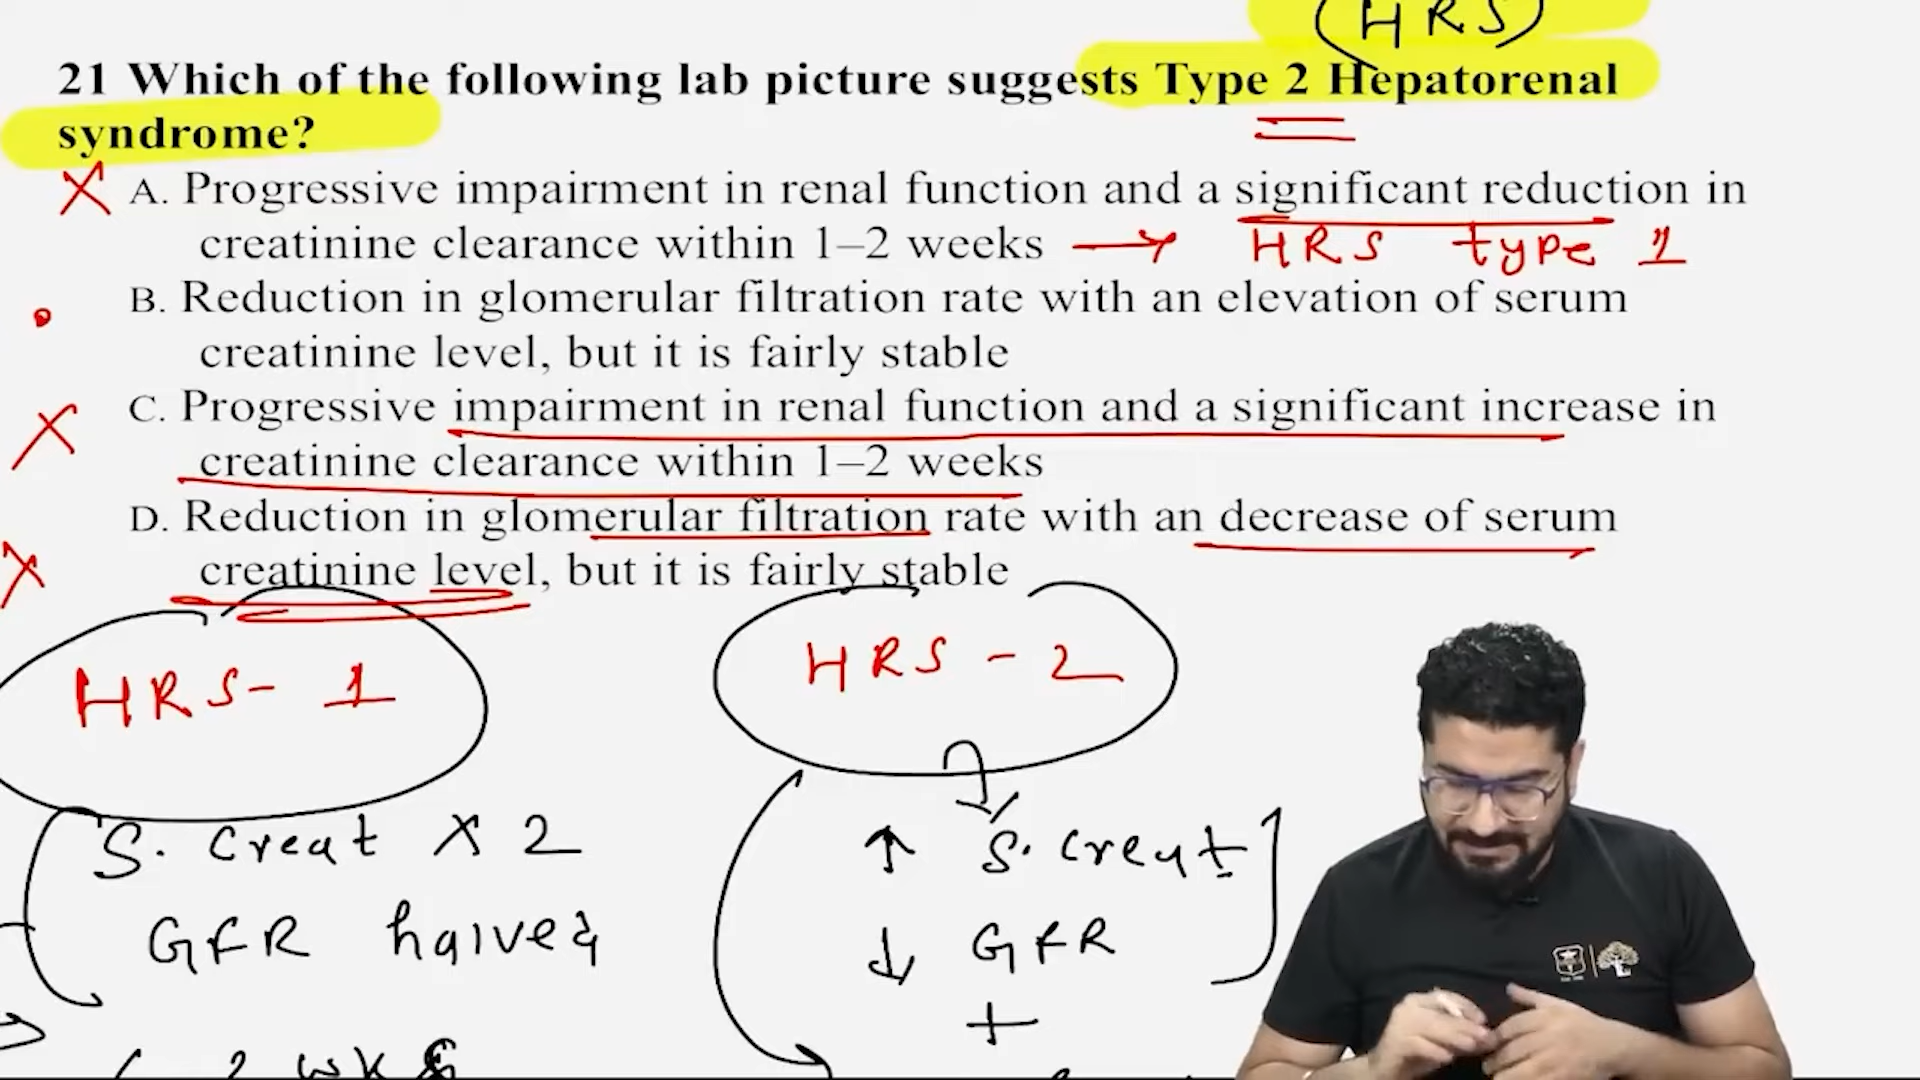 (HRS)
21 Which of the following lab picture suggests Type 2 Hepatorenal
syndrome?
X A. Progressive impairment in renal function and a significant reduction in
creatinine clearance within 1–2 weeks → HRS type 1
B. Reduction in glomerular filtration rate with an elevation of serum
creatinine level, but it is fairly stable
X C. Progressive impairment in renal function and a significant increase in
creatinine clearance within 1–2 weeks
X D. Reduction in glomerular filtration rate with an decrease of serum
creatinine level, but it is fairly stable
HRS-1
S. Creat X 2
GFR halved
HRS-2
↑ S. Creat
↓ GFR
+